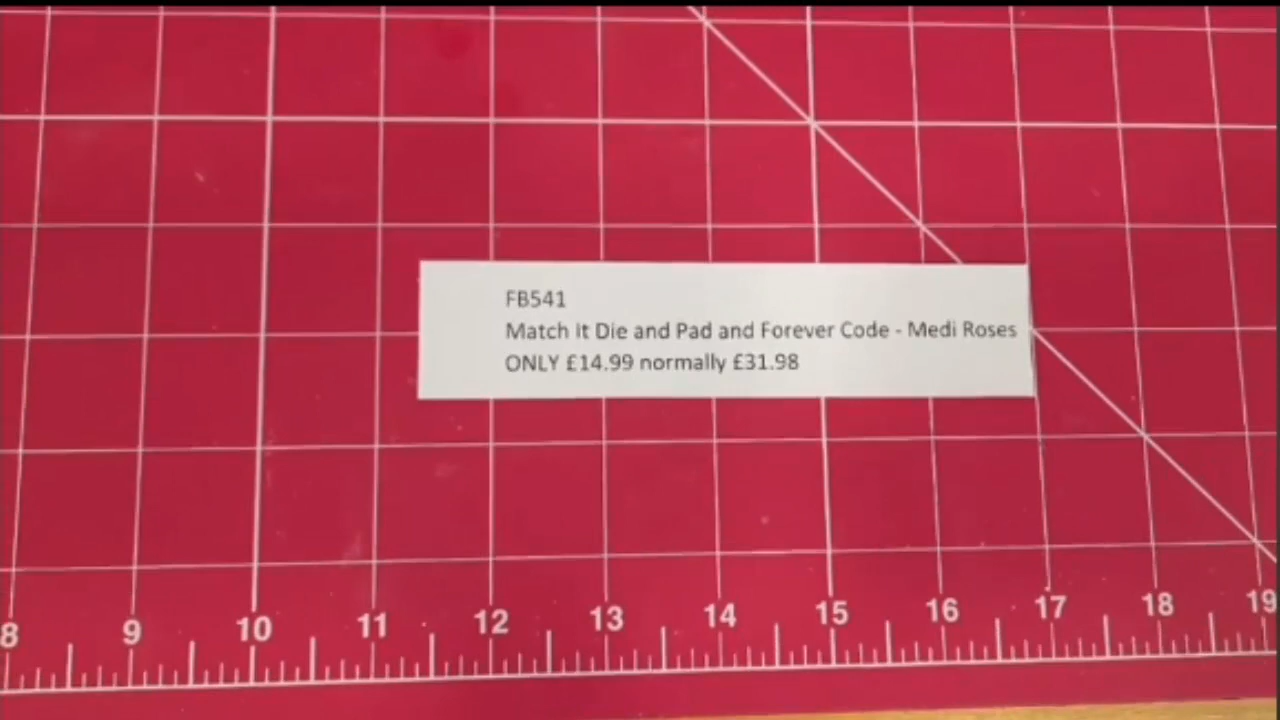 FB541
Match it Die and Pad and Forever Code - Medi Roses
ONLY £14.99 normally £31.98
8 9 10 11 12 13 14 15 16 17 18 19